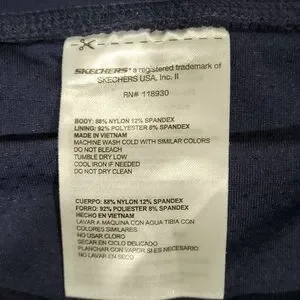 SKECHERS® a registered trademark of
SKECHERS USA, Inc. II
RN# 118930
BODY: 88% NYLON 12% SPANDEX
LINING: 92% POLYESTER 8% SPANDEX
MADE IN VIETNAM
MACHINE WASH COLD WITH SIMILAR COLORS
DO NOT BLEACH
TUMBLE DRY LOW
COOL IRON IF NEEDED
DO NOT DRY CLEAN
CUERPO: 88% NYLON 12% SPANDEX
FORRO: 92% POLYESTER 8% SPANDEX
HECHO EN VIETNAM
LAVAR A MAQUINA CON AGUA TIBIA CON
COLORES SIMILARES
NO USAR CLORO
SECAR EN CICLO DELICADO
PLANCHAR CON TIBIO SI ES NECESARIO
NO LAVAR EN SECO